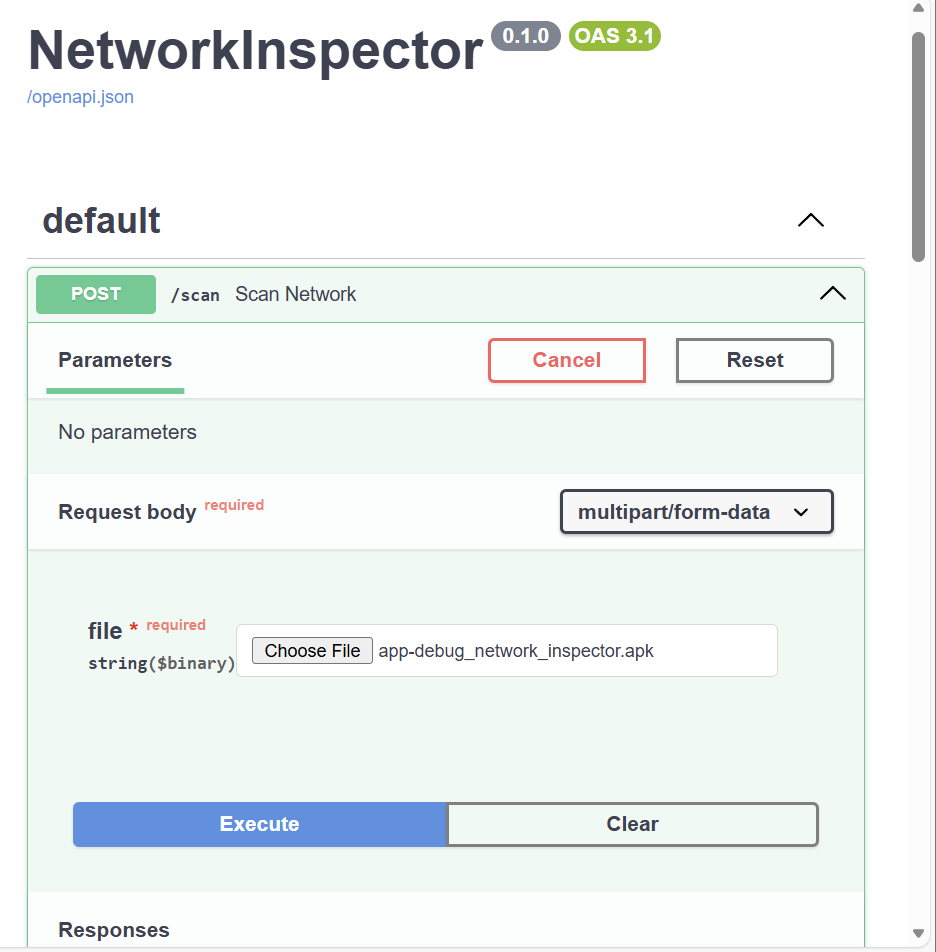 NetworkInspector 0.1.0 OAS 3.1
/openapi.json
default
POST /scan Scan Network
Parameters Cancel Reset
No parameters
Request body required multipart/form-data
file * required
string($binary) Choose File app-debug_network_inspector.apk
Execute Clear
Responses